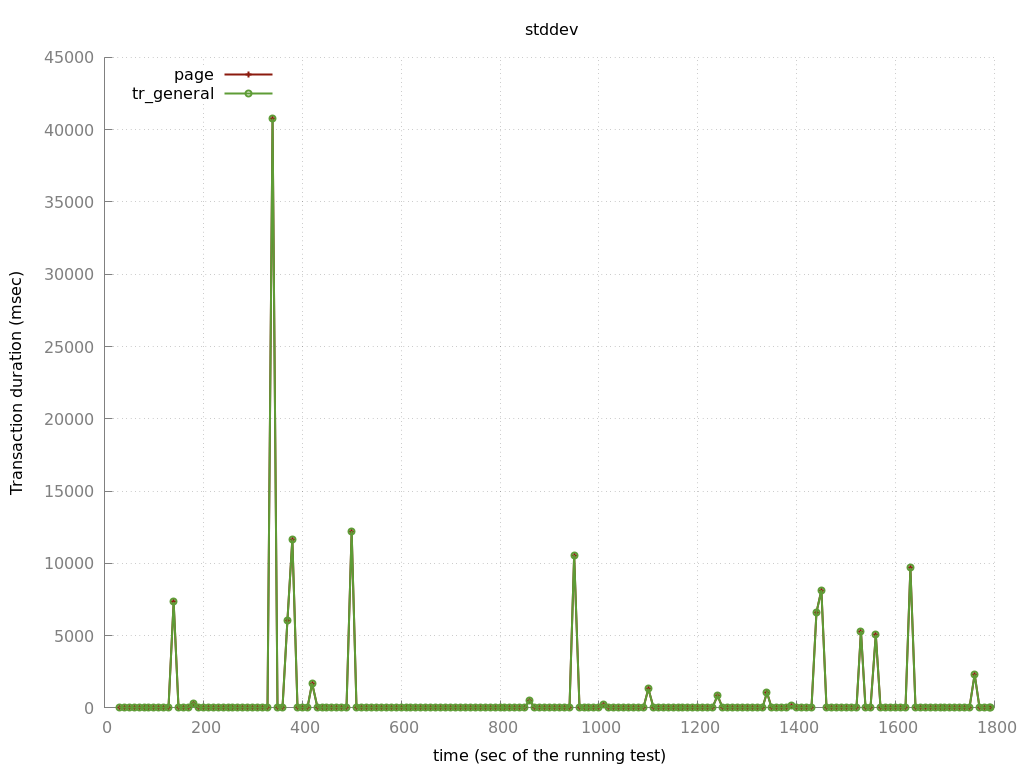 stddev
page
tr_general
45000
40000
35000
30000
25000
20000
15000
10000
5000
0
Transaction duration (msec)
0 200 400 600 800 1000 1200 1400 1600 1800
time (sec of the running test)